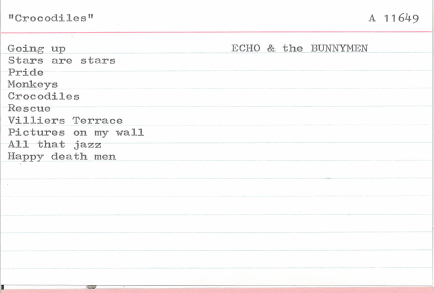 "Crocodiles" A 11649
Going up ECHO & the BUNNYMEN
Stars are stars
Pride
Monkeys
Crocodiles
Rescue
Villiers Terrace
Pictures on my wall
All that jazz
Happy death men